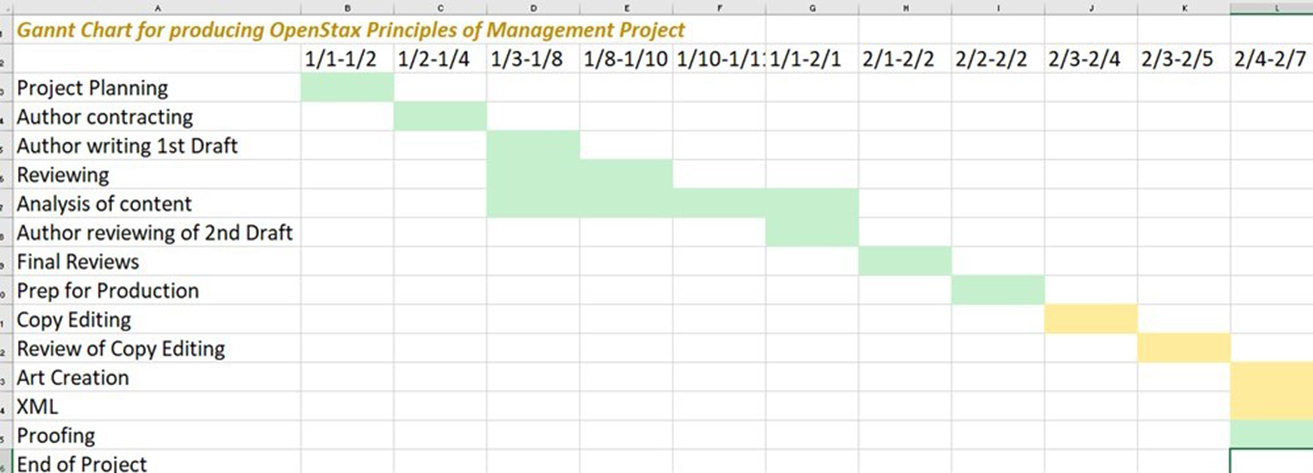 A B C D E F G H I J K L
Gannt Chart for producing OpenStax Principles of Management Project
1/1-1/2 1/2-1/4 1/3-1/8 1/8-1/10 1/10-1/1 1/1-2/1 2/1-2/2 2/2-2/2 2/3-2/4 2/3-2/5 2/4-2/7
Project Planning
Author contracting
Author writing 1st Draft
Reviewing
Analysis of content
Author reviewing of 2nd Draft
Final Reviews
Prep for Production
Copy Editing
Review of Copy Editing
Art Creation
XML
Proofing
End of Project